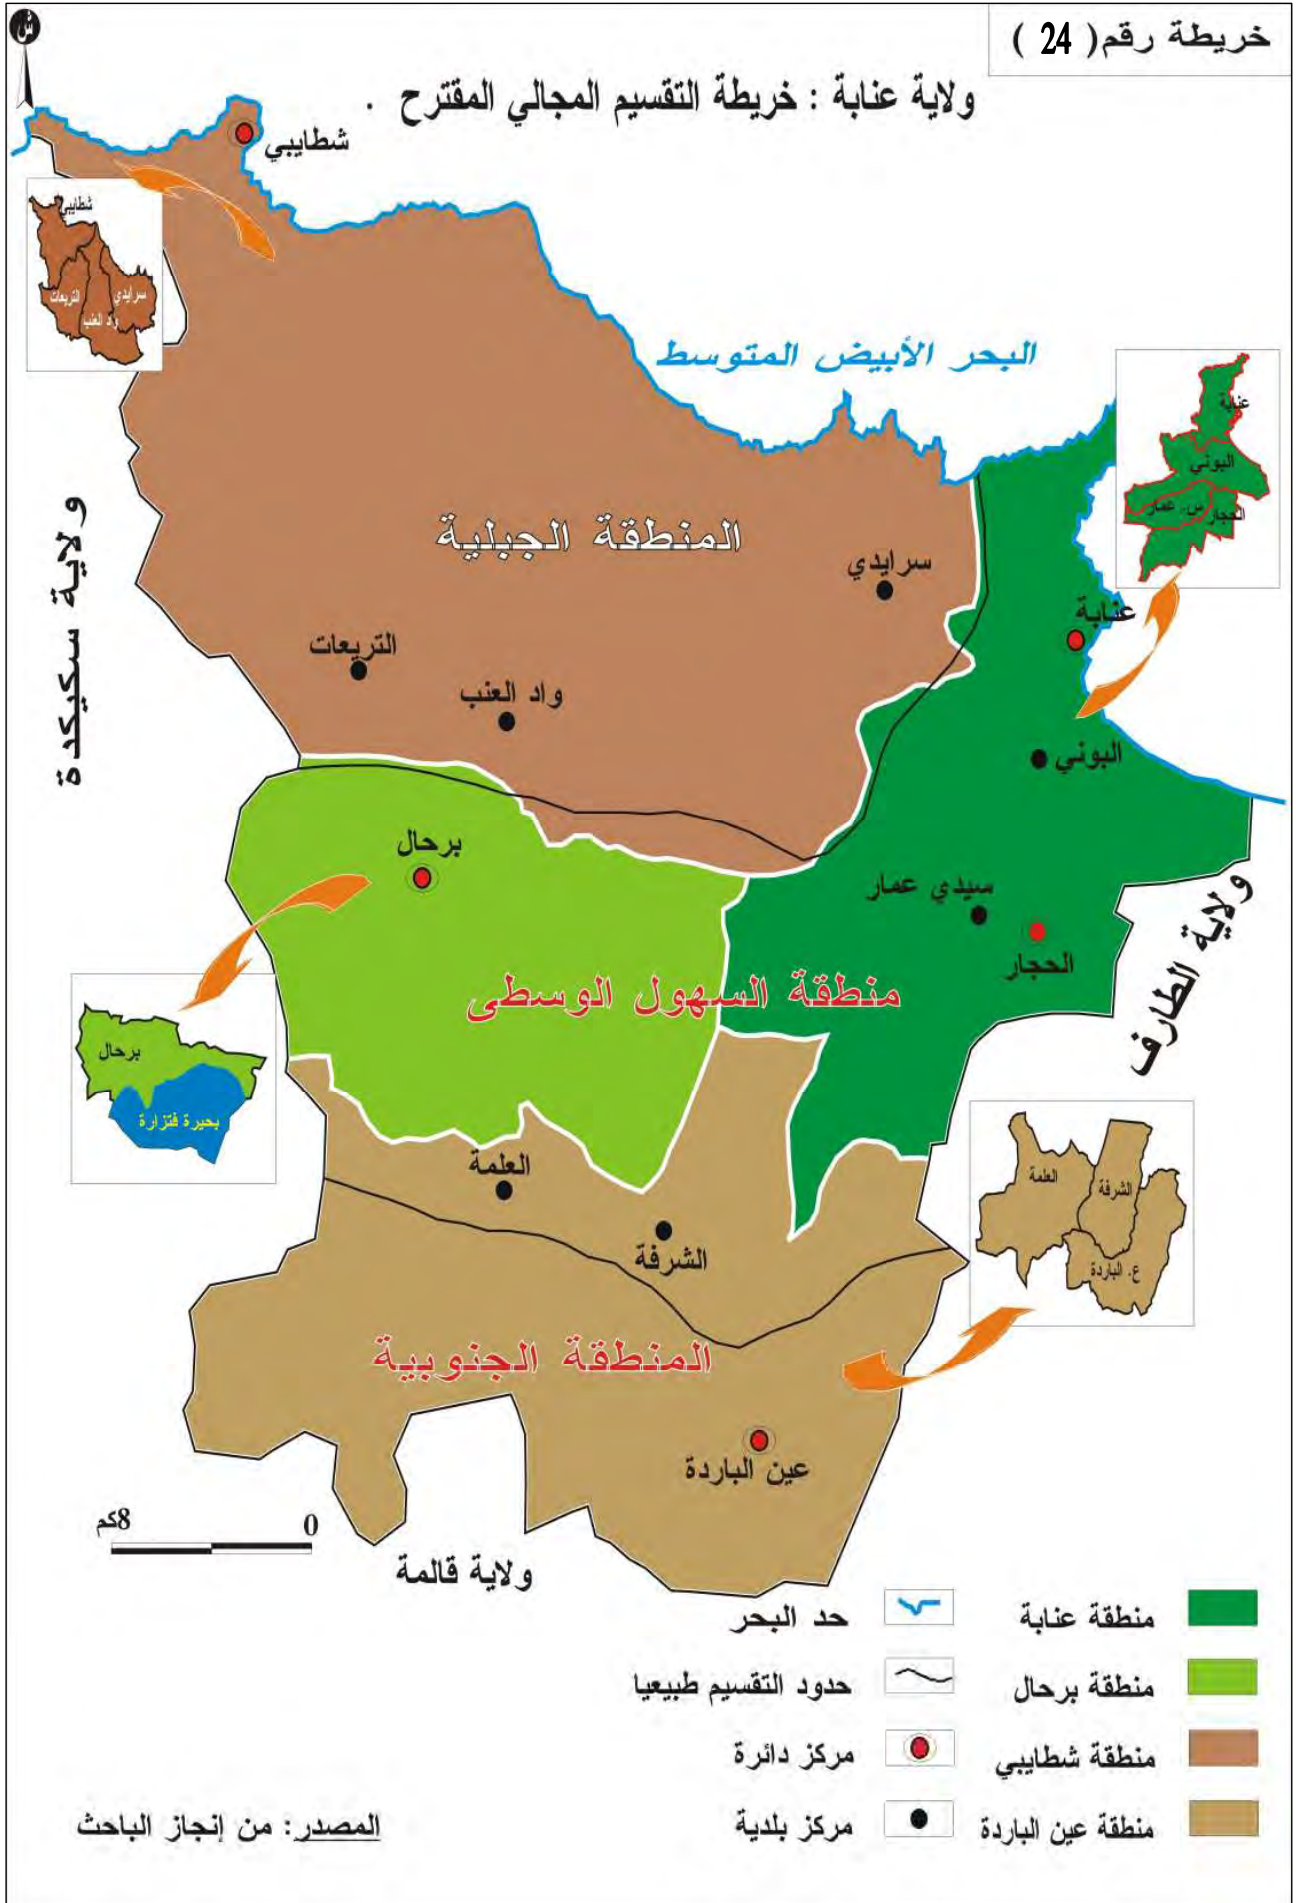 خريطة رقم( 24 )
ولاية عنابة : خريطة التقسيم المجالي المقترح .
ش
شطايبي
شطايبي
التريعات
سرايدي
واد العنب
البحر الأبيض المتوسط
عنابة
البوني
س. عمار
الحجار
ولاية سكيكدة
المنطقة الجبلية
سرايدي
عنابة
التريعات
واد العنب
البوني
برحال
سيدي عمار
الحجار
ولاية الطارف
منطقة السهول الوسطى
برحال
بحيرة فتزارة
العلمة
الشرفة
العلمة
الشرفة
ع. الباردة
المنطقة الجنوبية
عين الباردة
0
8كم
ولاية قالمة
منطقة عنابة
حد البحر
منطقة برحال
حدود التقسيم طبيعيا
منطقة شطايبي
مركز دائرة
منطقة عين الباردة
مركز بلدية
المصدر: من إنجاز الباحث